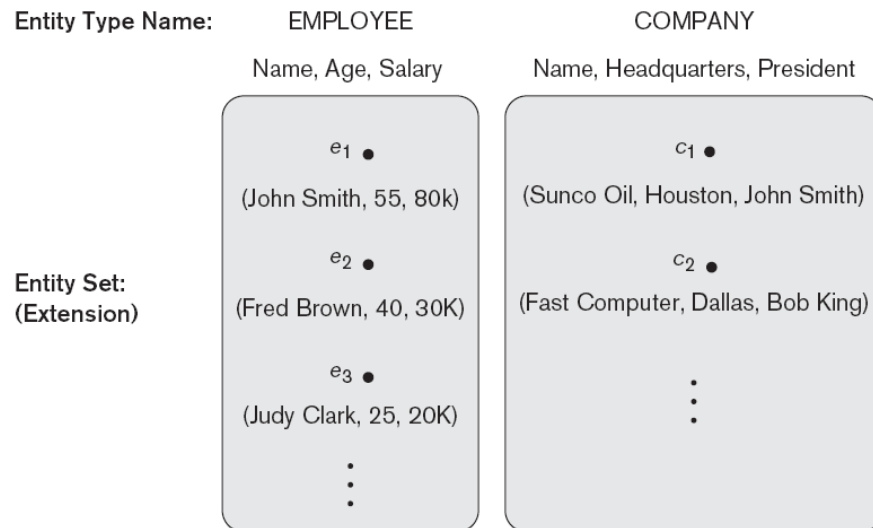 Entity Type Name: EMPLOYEE COMPANY
Name, Age, Salary Name, Headquarters, President
e1 c1
(John Smith, 55, 80k) (Sunco Oil, Houston, John Smith)
e2 c2
Entity Set:
(Extension)
(Fred Brown, 40, 30K) (Fast Computer, Dallas, Bob King)
e3
(Judy Clark, 25, 20K)